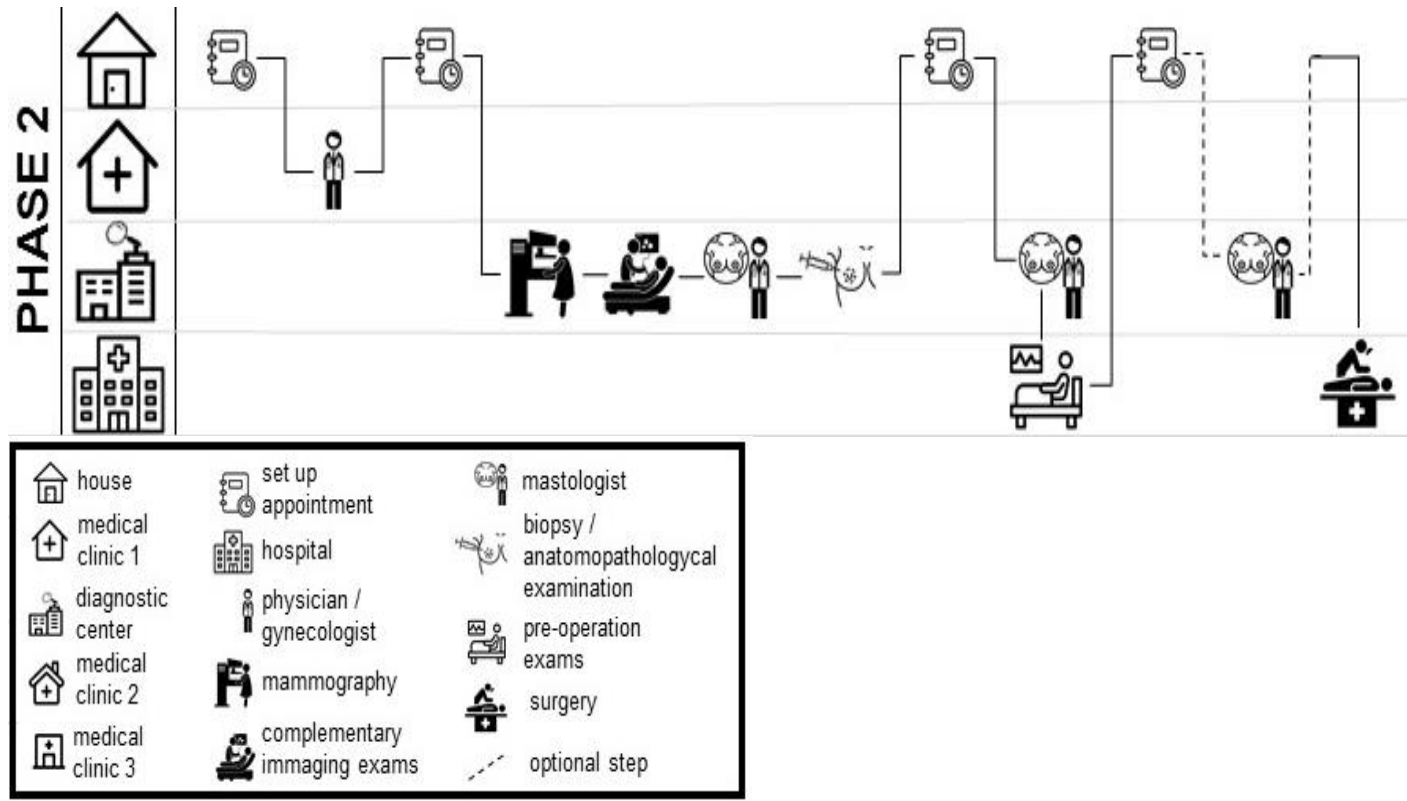 PHASE 2
house
medical
clinic 1
diagnostic
center
medical
clinic 2
medical
clinic 3
set up
appointment
hospital
physician /
gynecologist
mammography
complementary
immaging exams
mastologist
biopsy /
anatomopathologycal
examination
pre-operation
exams
surgery
optional step